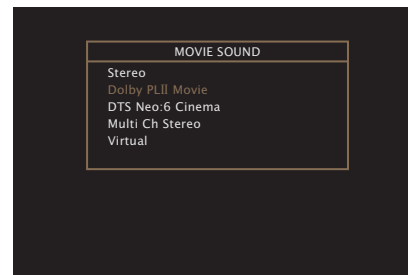 MOVIE SOUND
Stereo
Dolby PLII Movie
DTS Neo:6 Cinema
Multi Ch Stereo
Virtual